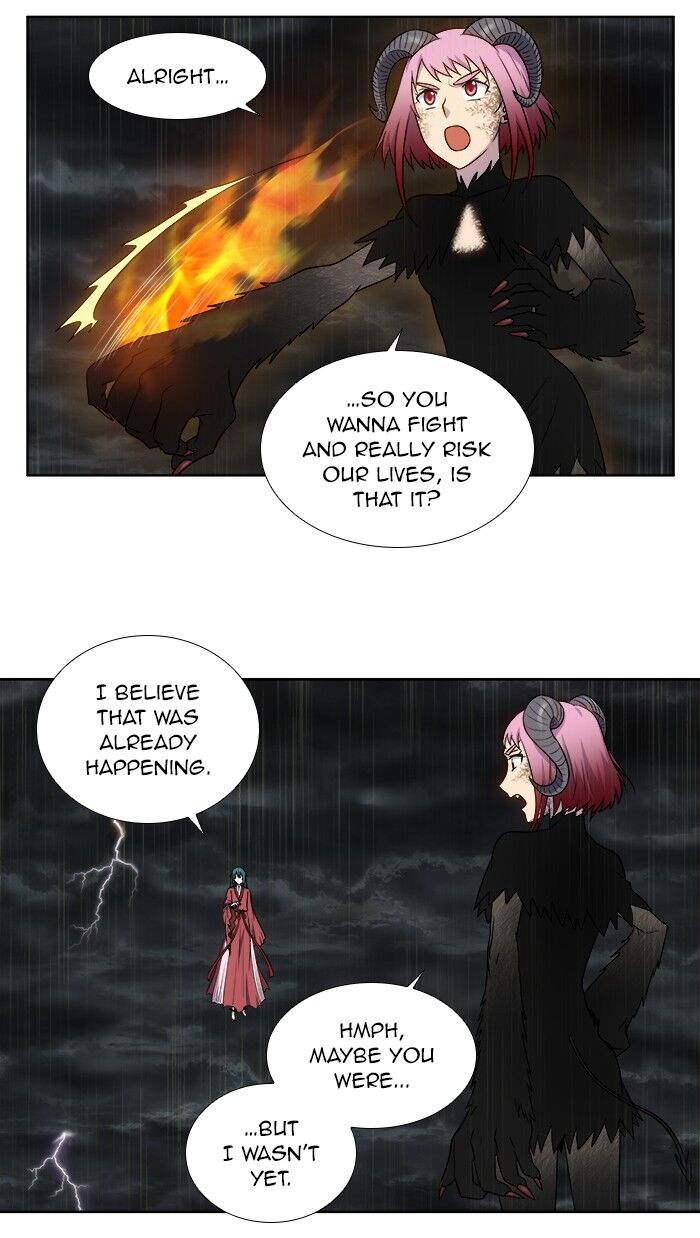 ALRIGHT...
...SO YOU
WANNA FIGHT
AND REALLY RISK
OUR LIVES, IS
THAT IT?
I BELIEVE
THAT WAS
ALREADY
HAPPENING.
HMPH,
MAYBE YOU
WERE...
...BUT
I WASN'T
YET.